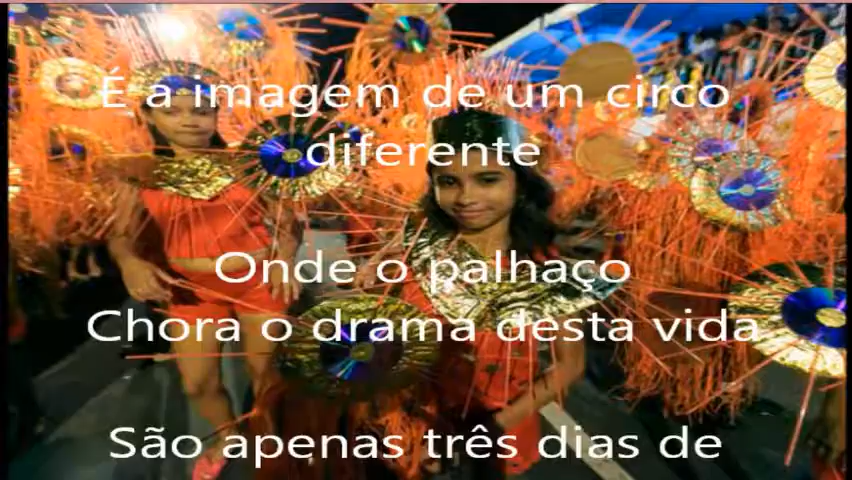 É a imagem de um circo
diferente
Onde o palhaço
Chora o drama desta vida
São apenas três dias de